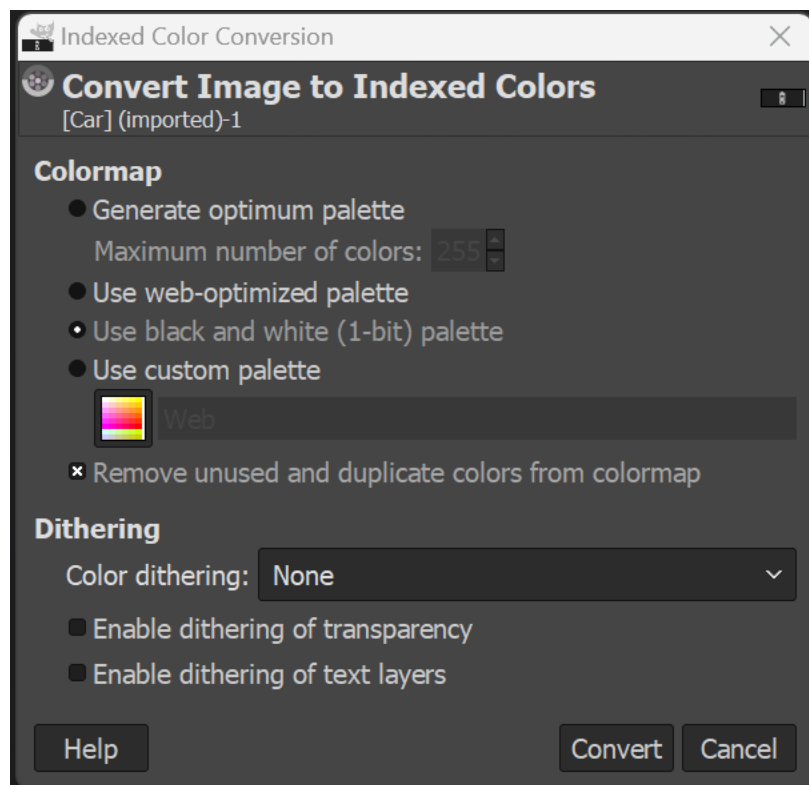 Indexed Color Conversion
Convert Image to Indexed Colors
[Car] (imported)-1
Colormap
Generate optimum palette
Maximum number of colors: 255
Use web-optimized palette
Use black and white (1-bit) palette
Use custom palette
Web
Remove unused and duplicate colors from colormap
Dithering
Color dithering: None
Enable dithering of transparency
Enable dithering of text layers
Help Convert Cancel